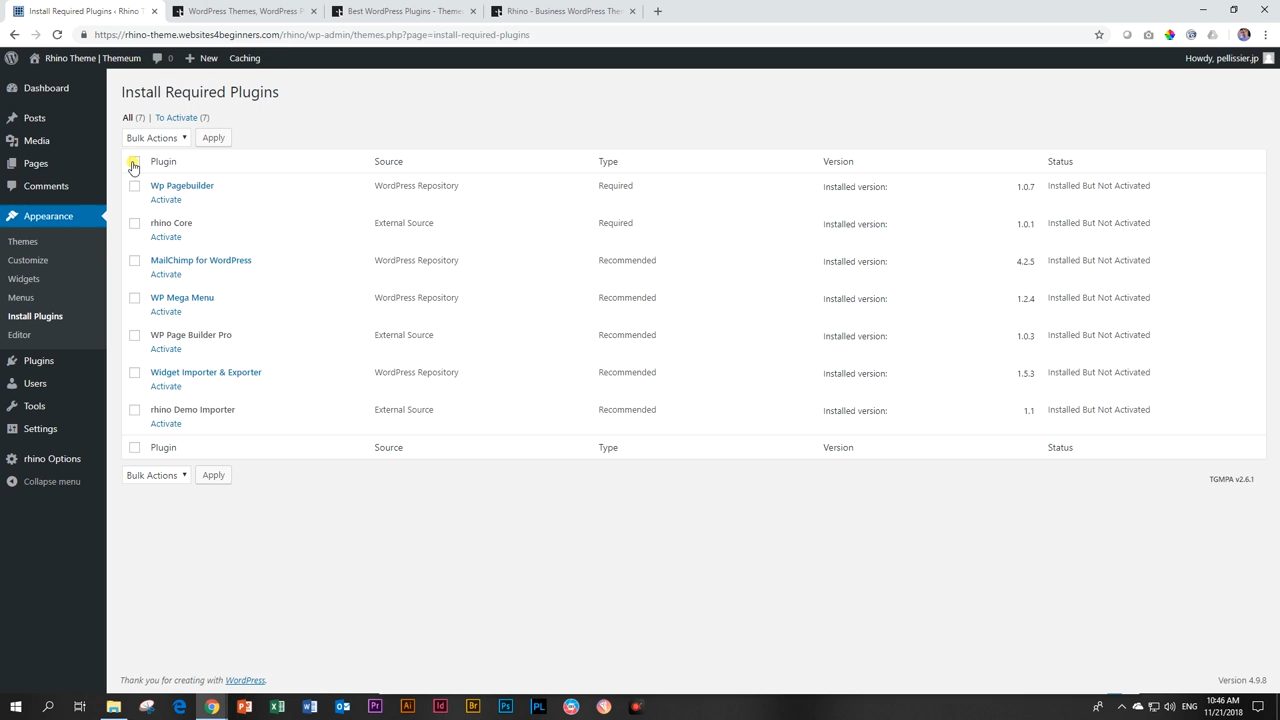 Install Required Plugins ‹ Rhino T
WordPress Themes, WordPress P
Best WordPress Plugins - Theme
Rhino - Business WordPress The
https://rhino-theme.websites4beginners.com/rhino/wp-admin/themes.php?page=install-required-plugins
Rhino Theme | Themeum 0 New Caching Howdy, pellissier.jp
Dashboard
Posts
Media
Pages
Comments
Appearance
Themes
Customize
Widgets
Menus
Install Plugins
Editor
Plugins
Users
Tools
Settings
rhino Options
Collapse menu
Install Required Plugins
All (7) | To Activate (7)
Bulk Actions Apply
Plugin Source Type Version Status
Wp Pagebuilder WordPress Repository Required Installed version: 1.0.7 Installed But Not Activated
Activate
rhino Core External Source Required Installed version: 1.0.1 Installed But Not Activated
Activate
MailChimp for WordPress WordPress Repository Recommended Installed version: 4.2.5 Installed But Not Activated
Activate
WP Mega Menu WordPress Repository Recommended Installed version: 1.2.4 Installed But Not Activated
Activate
WP Page Builder Pro External Source Recommended Installed version: 1.0.3 Installed But Not Activated
Activate
Widget Importer & Exporter WordPress Repository Recommended Installed version: 1.5.3 Installed But Not Activated
Activate
rhino Demo Importer External Source Recommended Installed version: 1.1 Installed But Not Activated
Activate
Plugin Source Type Version Status
Bulk Actions Apply
TGMPA v2.6.1
Thank you for creating with WordPress. Version 4.9.8
Pr Ai Id Br Ps PL
ENG
10:46 AM
11/21/2018